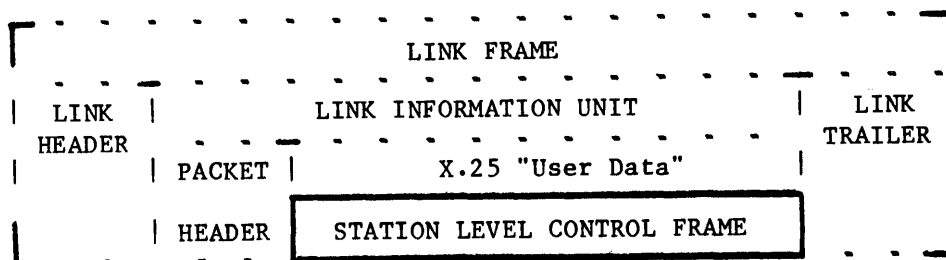 LINK FRAME
LINK LINK INFORMATION UNIT LINK
HEADER TRAILER
PACKET X.25 "User Data"
HEADER STATION LEVEL CONTROL FRAME